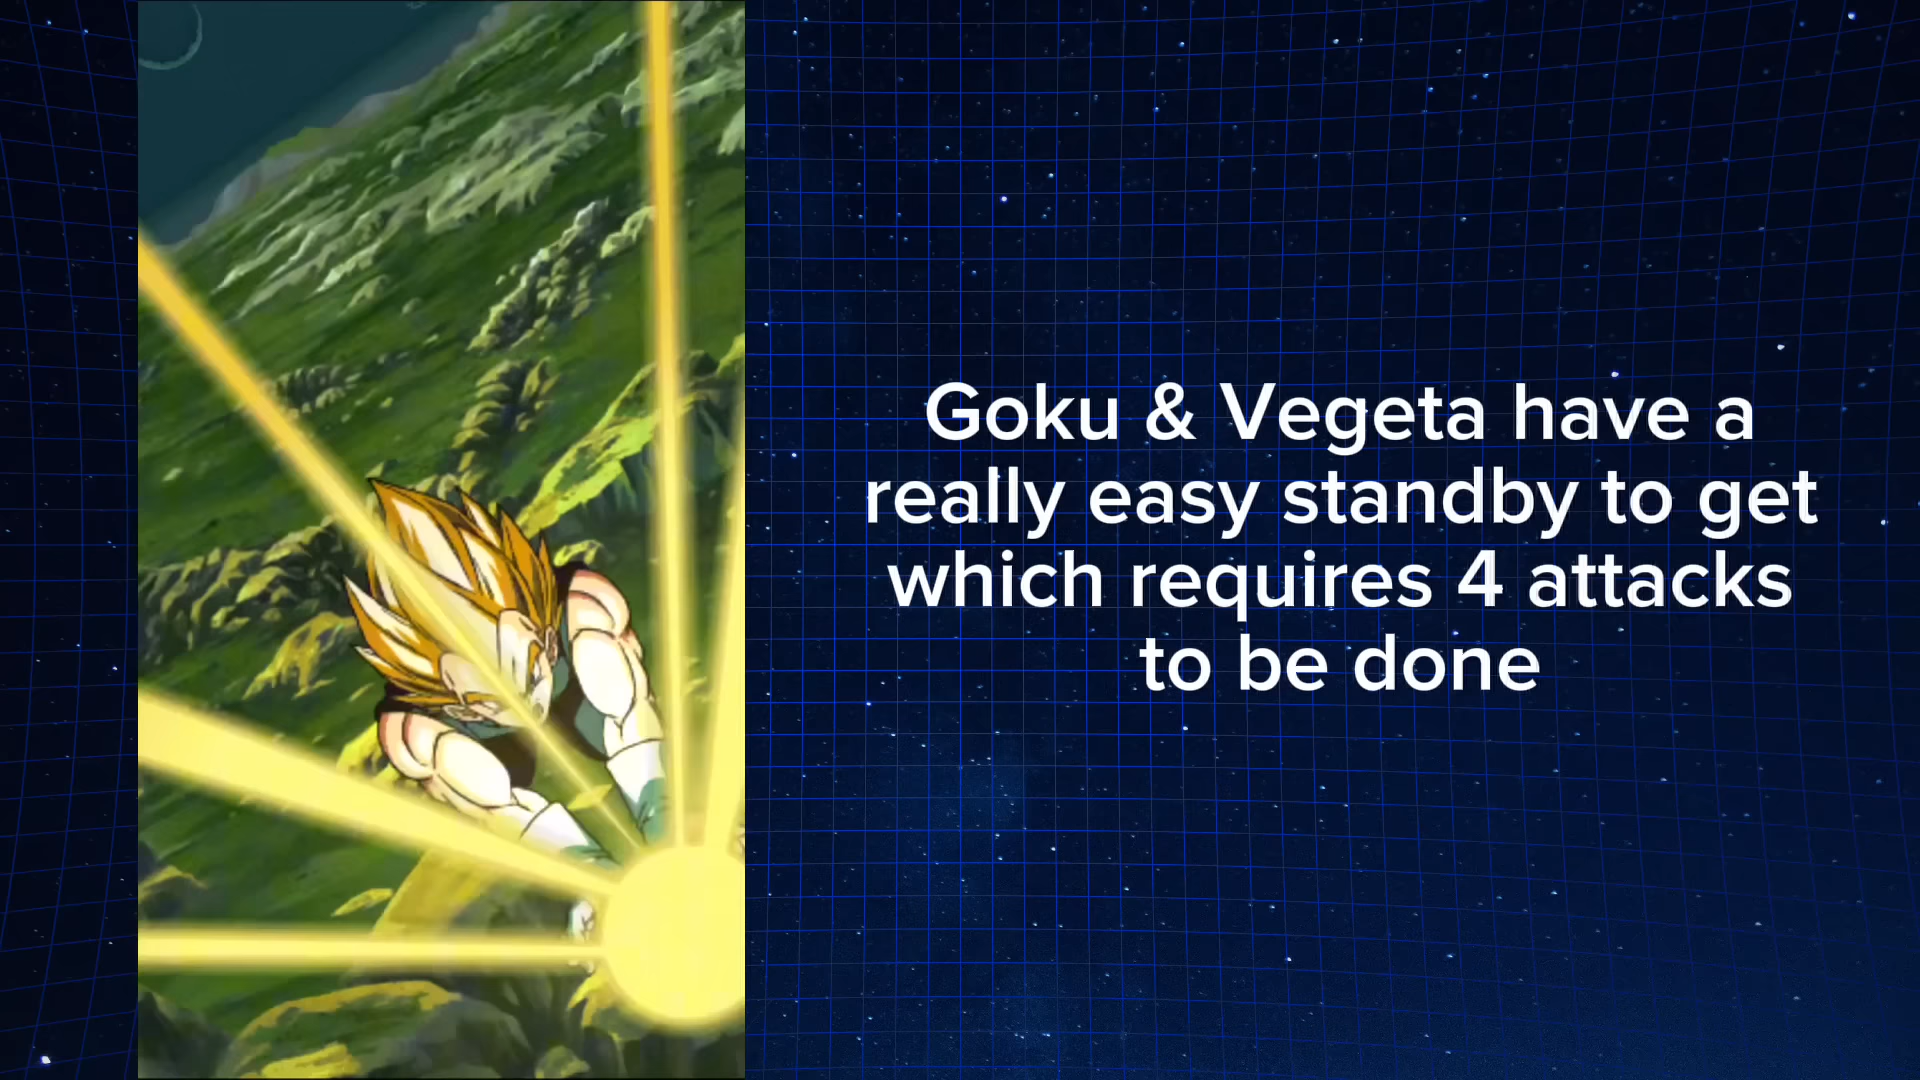 Goku & Vegeta have a
really easy standby to get
which requires 4 attacks
to be done